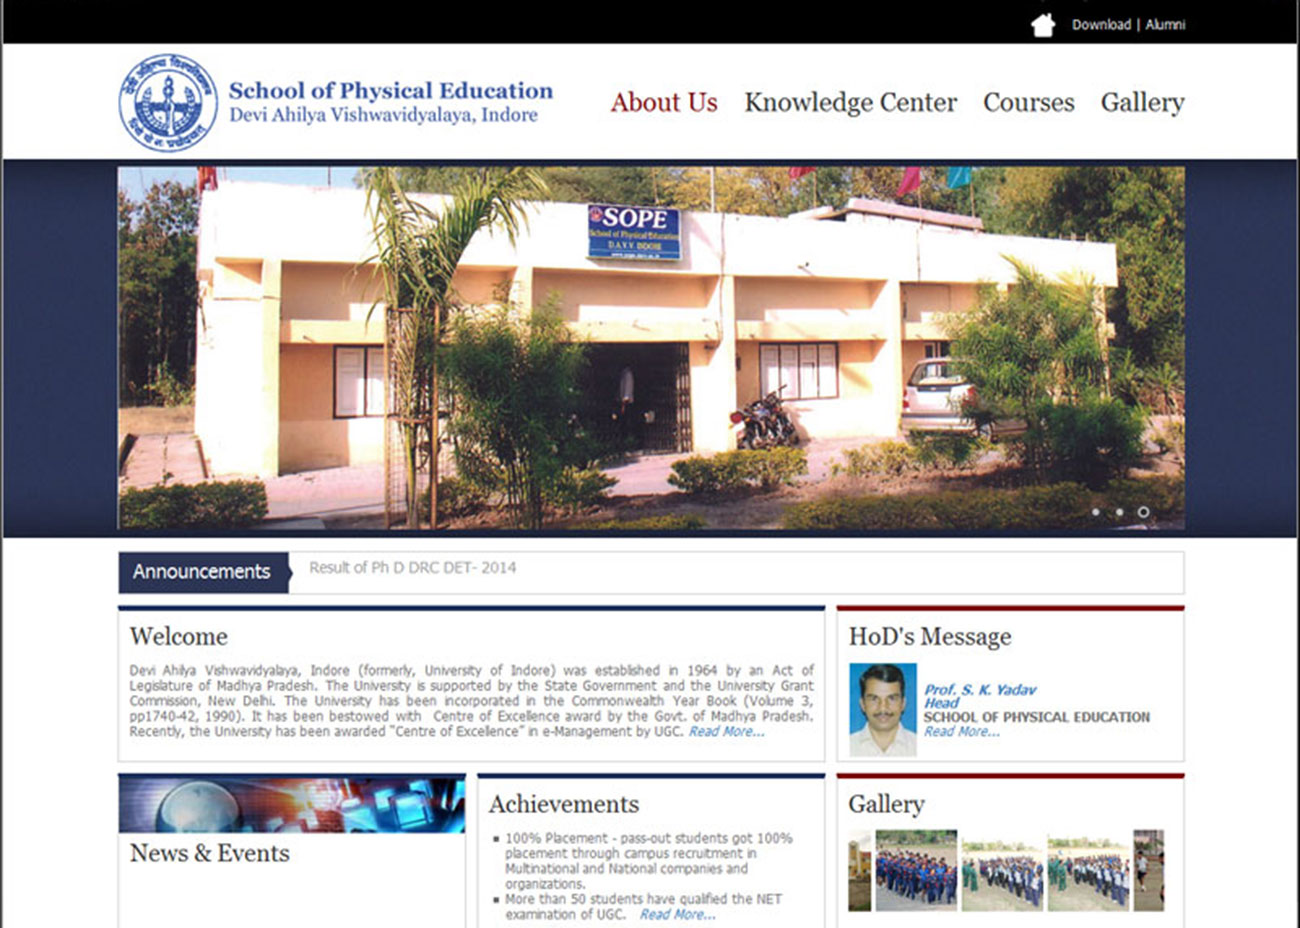 Download | Alumni
School of Physical Education
Devi Ahilya Vishwavidyalaya, Indore
About Us Knowledge Center Courses Gallery
देवी अहिल्या विश्वविद्यालय
धियो यो नः प्रचोदयात्
SOPE
School of Physical Education
D.A.V.V. INDORE
Announcements
Result of Ph D DRC DET- 2014
Welcome
Devi Ahilya Vishwavidyalaya, Indore (formerly, University of Indore) was established in 1964 by an Act of
Legislature of Madhya Pradesh. The University is supported by the State Government and the University Grant
Commission, New Delhi. The University has been incorporated in the Commonwealth Year Book (Volume 3,
pp1740-42, 1990). It has been bestowed with Centre of Excellence award by the Govt. of Madhya Pradesh.
Recently, the University has been awarded "Centre of Excellence" in e-Management by UGC. Read More...
HoD's Message
Prof. S. K. Yadav
Head
SCHOOL OF PHYSICAL EDUCATION
Read More...
News & Events
Achievements
100% Placement - pass-out students got 100%
placement through campus recruitment in
Multinational and National companies and
organizations.
More than 50 students have qualified the NET
examination of UGC. Read More...
Gallery